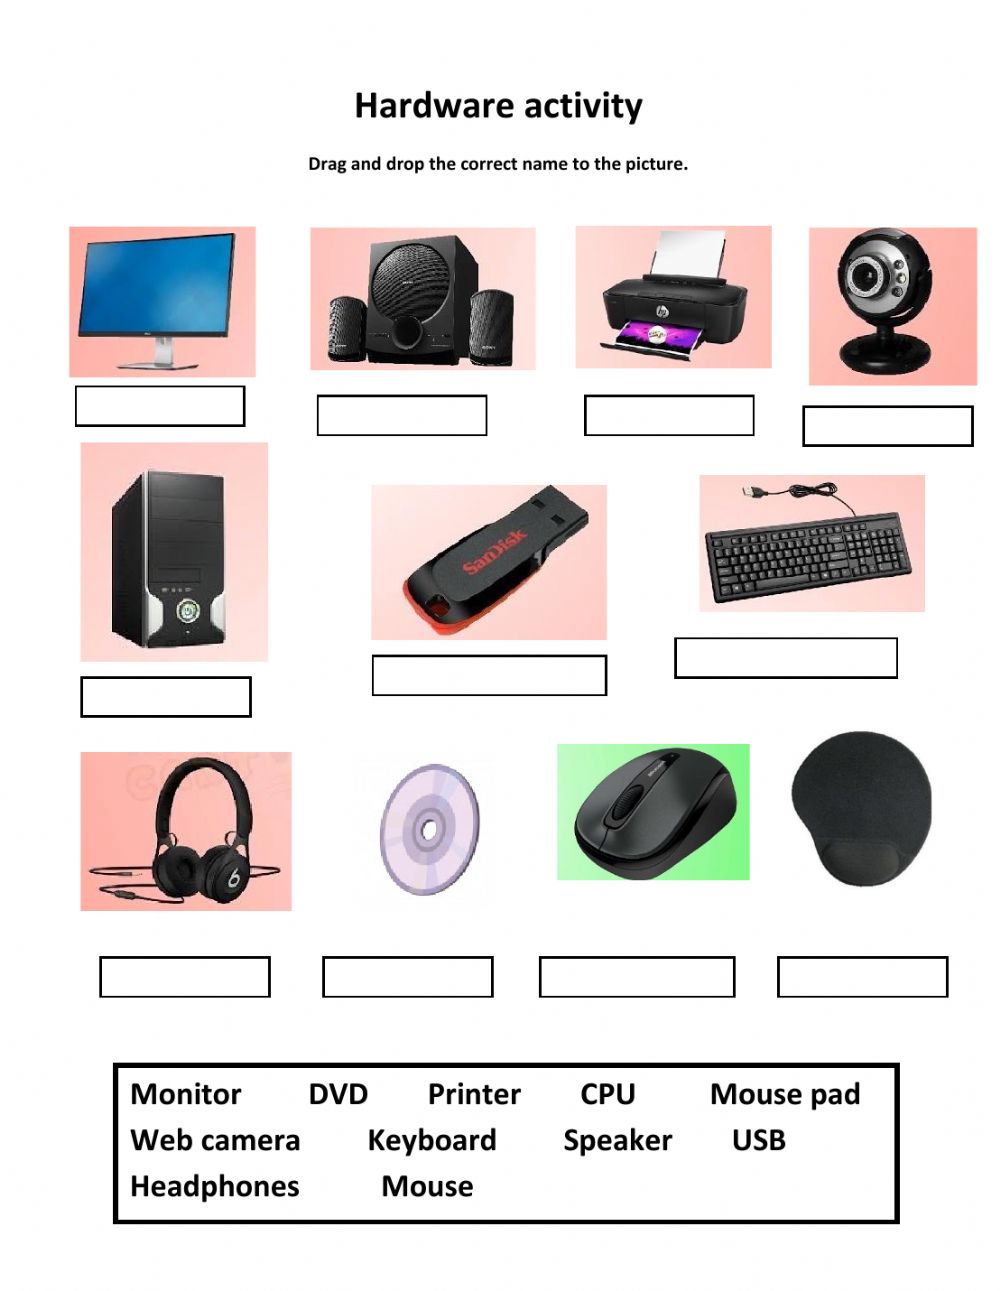 Hardware activity
Drag and drop the correct name to the picture.
hp
SanDisk
Monitor DVD Printer CPU Mouse pad
Web camera Keyboard Speaker USB
Headphones Mouse